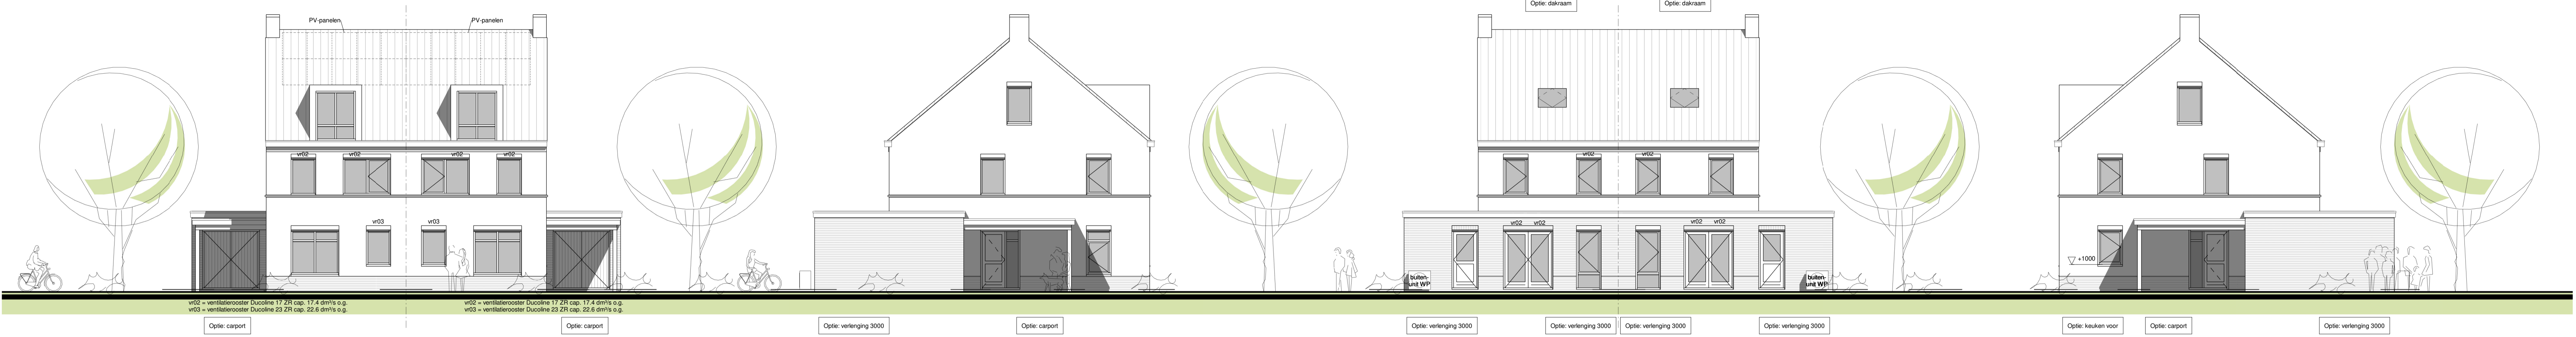 Optie: dakraam
Optie: dakraam
PV-panelen
PV-panelen
vr02
vr02
vr02
vr02
vr02
vr02
vr03
vr03
vr02
vr02
vr02
vr02
+1000
buiten-
unit WP
buiten-
unit WP
vr02 = ventilatierooster Ducoline 17 ZR cap. 17.4 dm³/s o.g.
vr03 = ventilatierooster Ducoline 23 ZR cap. 22.6 dm³/s o.g.
vr02 = ventilatierooster Ducoline 17 ZR cap. 17.4 dm³/s o.g.
vr03 = ventilatierooster Ducoline 23 ZR cap. 22.6 dm³/s o.g.
Optie: carport
Optie: carport
Optie: verlenging 3000
Optie: carport
Optie: verlenging 3000
Optie: verlenging 3000
Optie: verlenging 3000
Optie: verlenging 3000
Optie: keuken voor
Optie: carport
Optie: verlenging 3000